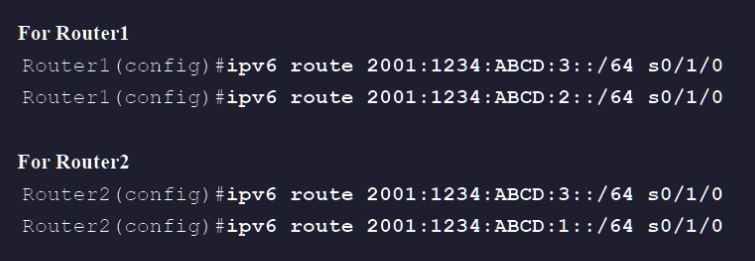 For Router1
Router1(config)#ipv6 route 2001:1234:ABCD:3::/64 s0/1/0
Router1(config)#ipv6 route 2001:1234:ABCD:2::/64 s0/1/0
For Router2
Router2(config)#ipv6 route 2001:1234:ABCD:3::/64 s0/1/0
Router2(config)#ipv6 route 2001:1234:ABCD:1::/64 s0/1/0